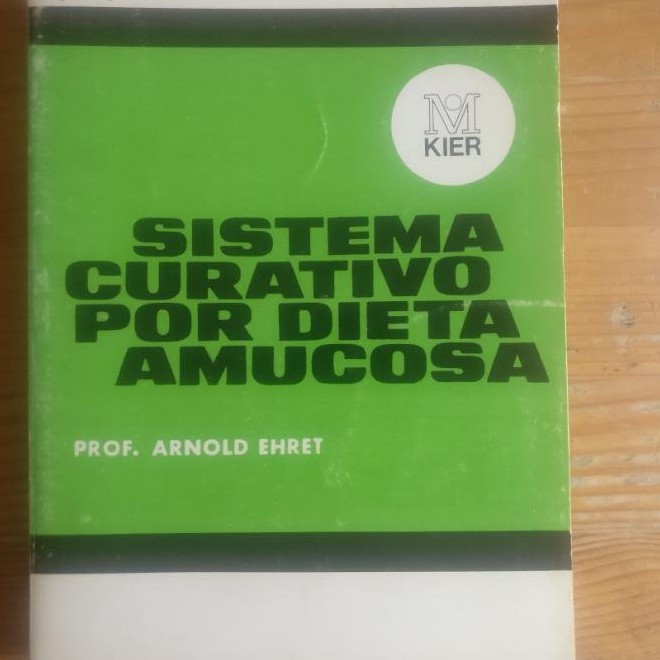 KIER
SISTEMA
CURATIVO
POR DIETA
AMUCOSA
PROF. ARNOLD EHRET